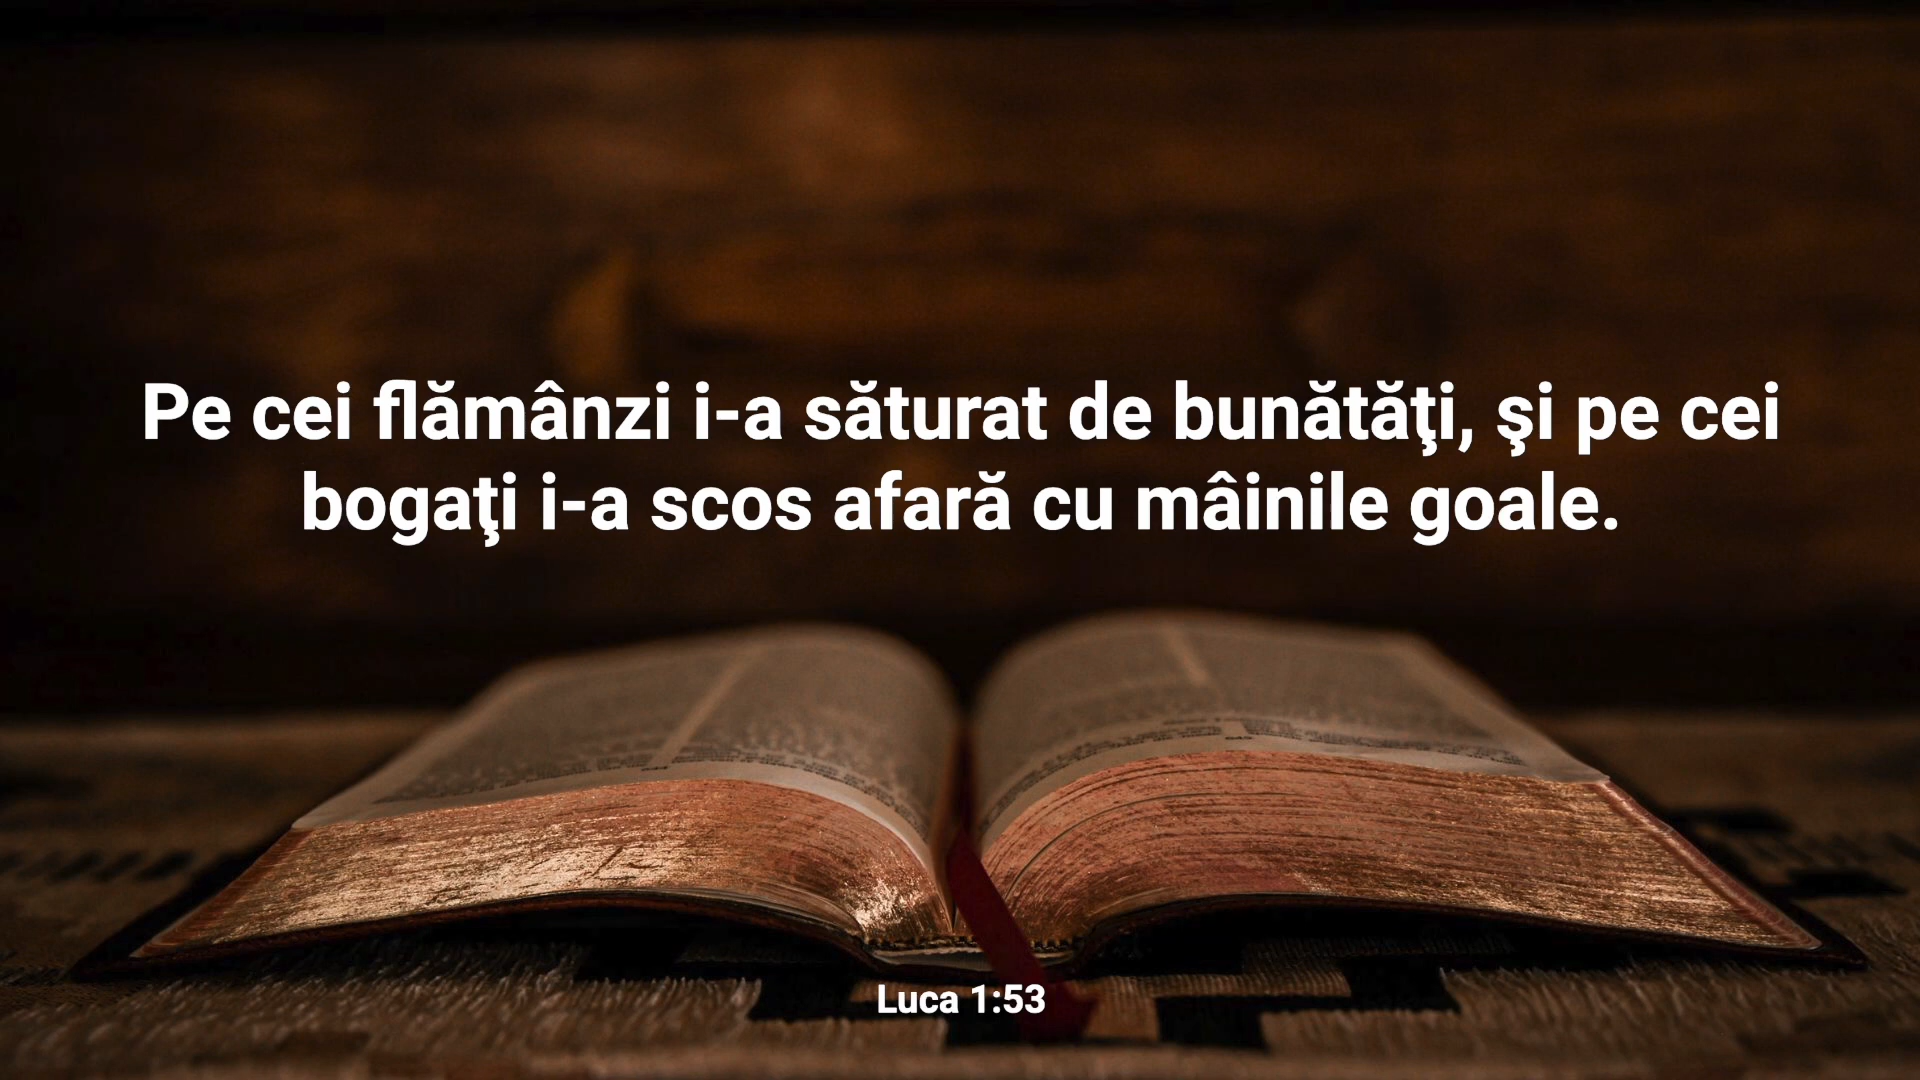 Pe cei flămânzi i-a săturat de bunătăţi, şi pe cei
bogaţi i-a scos afară cu mâinile goale.
Luca 1:53